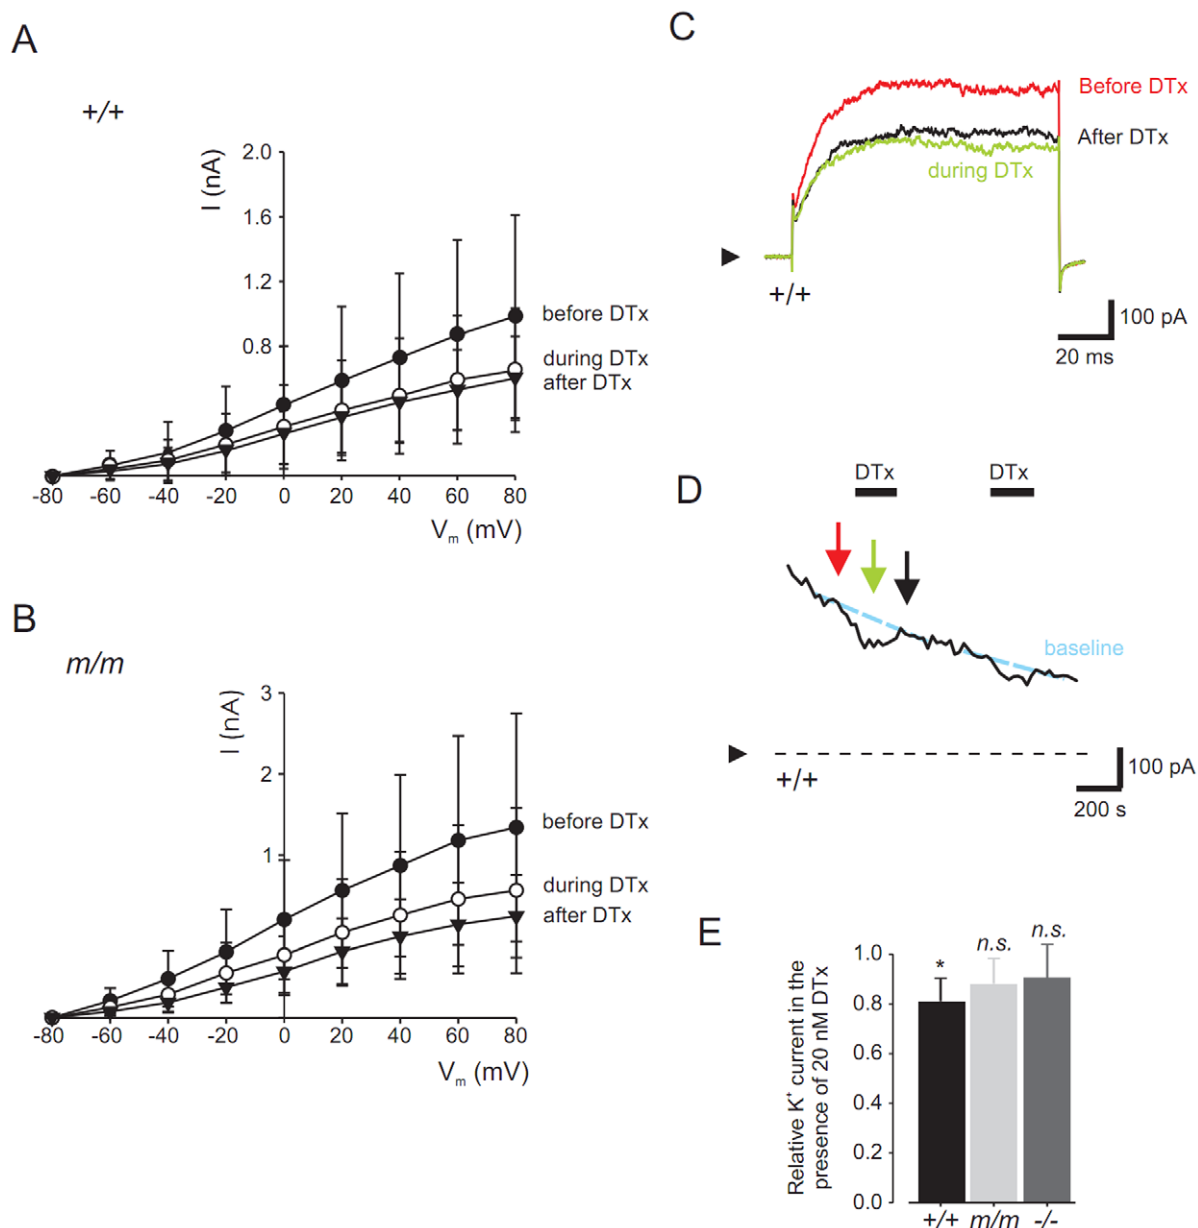 A
+/+
I (nA)
2.0
1.6
1.2
0.8
before DTx
during DTx
after DTx
-80 -60 -40 -20 0 20 40 60 80
Vm (mV)
B
m/m
I (nA)
3
2
1
before DTx
during DTx
after DTx
-80 -60 -40 -20 0 20 40 60 80
Vm (mV)
C
Before DTx
After DTx
during DTx
+/+
100 pA
20 ms
D
DTx DTx
baseline
+/+
100 pA
200 s
E
Relative K+ current in the
presence of 20 nM DTx
1.0
0.8
0.6
0.4
0.2
0.0
* n.s. n.s.
+/+ m/m -/-